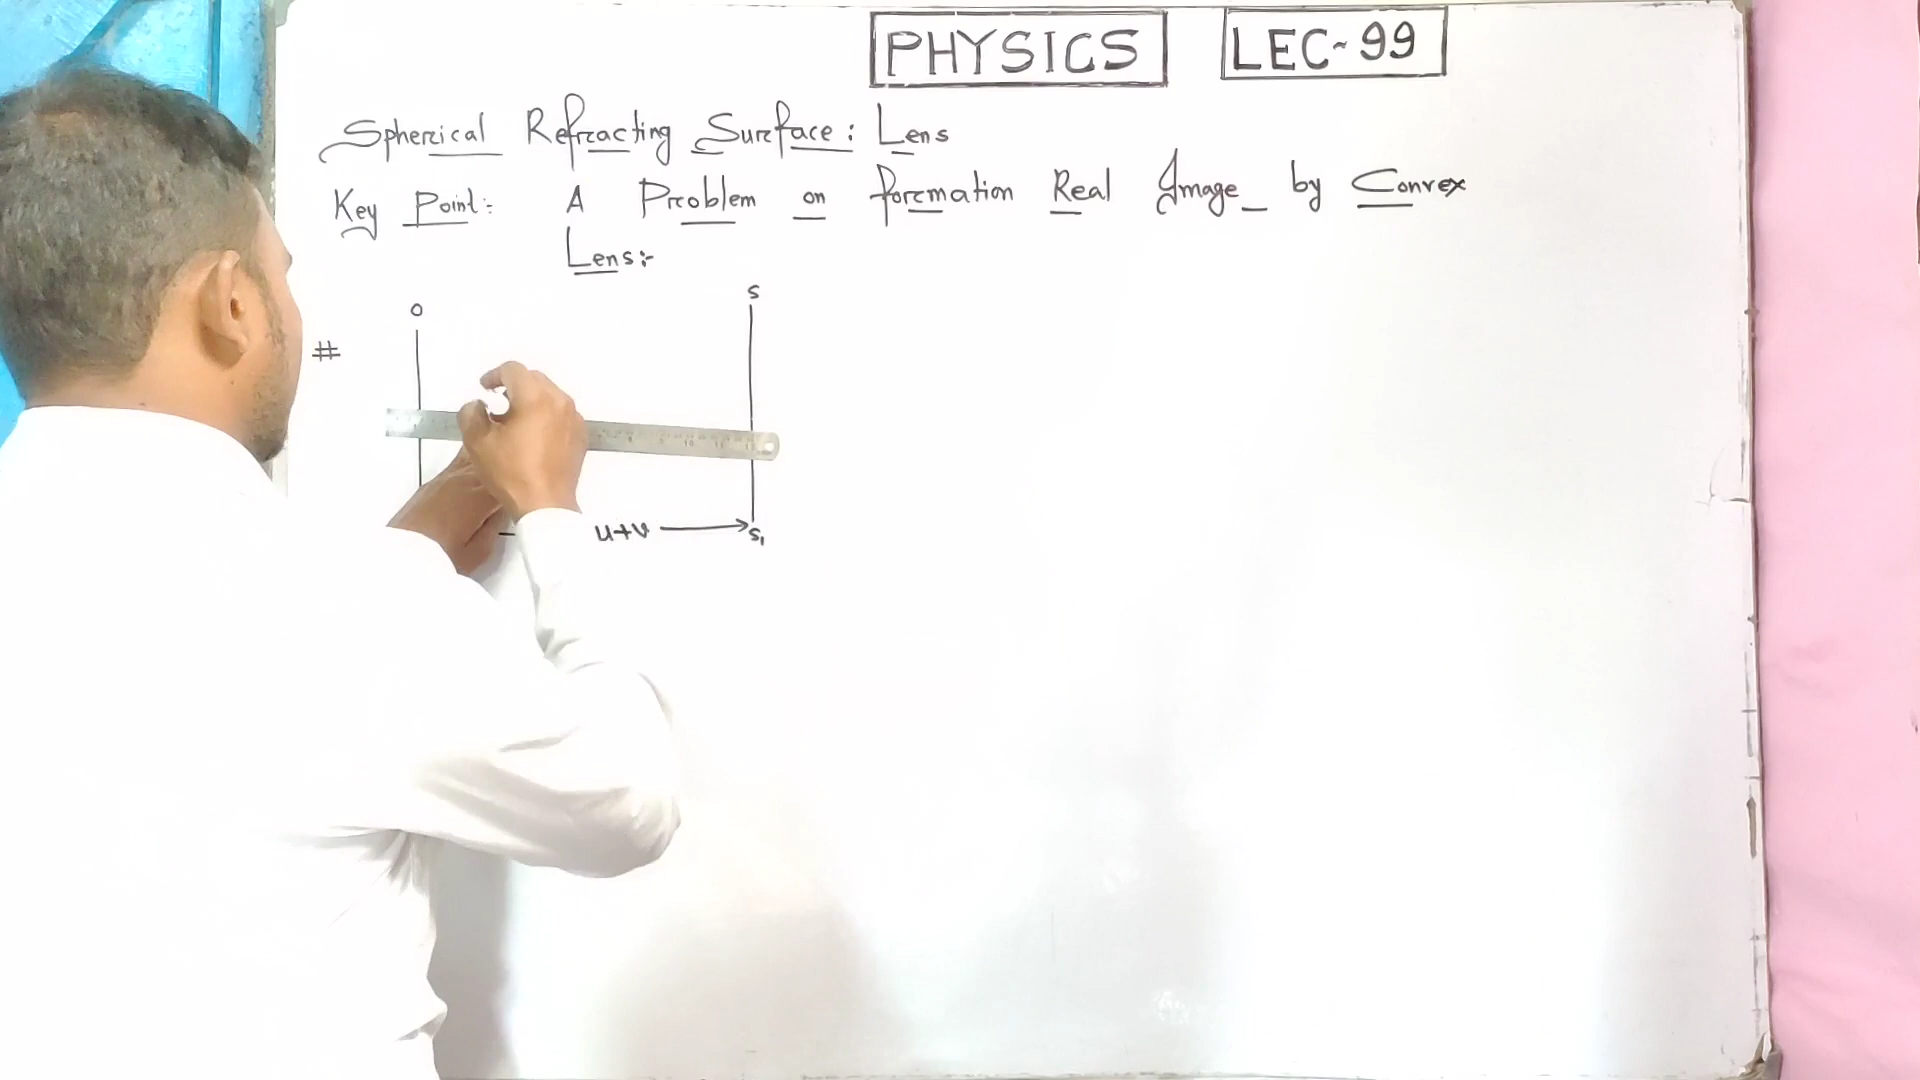 PHYSICS LEC-99
Spherical Refracting Surface: Lens
Key Point:- A Problem on formation Real Image by Convex
Lens:-
O S
#
u+v S₁